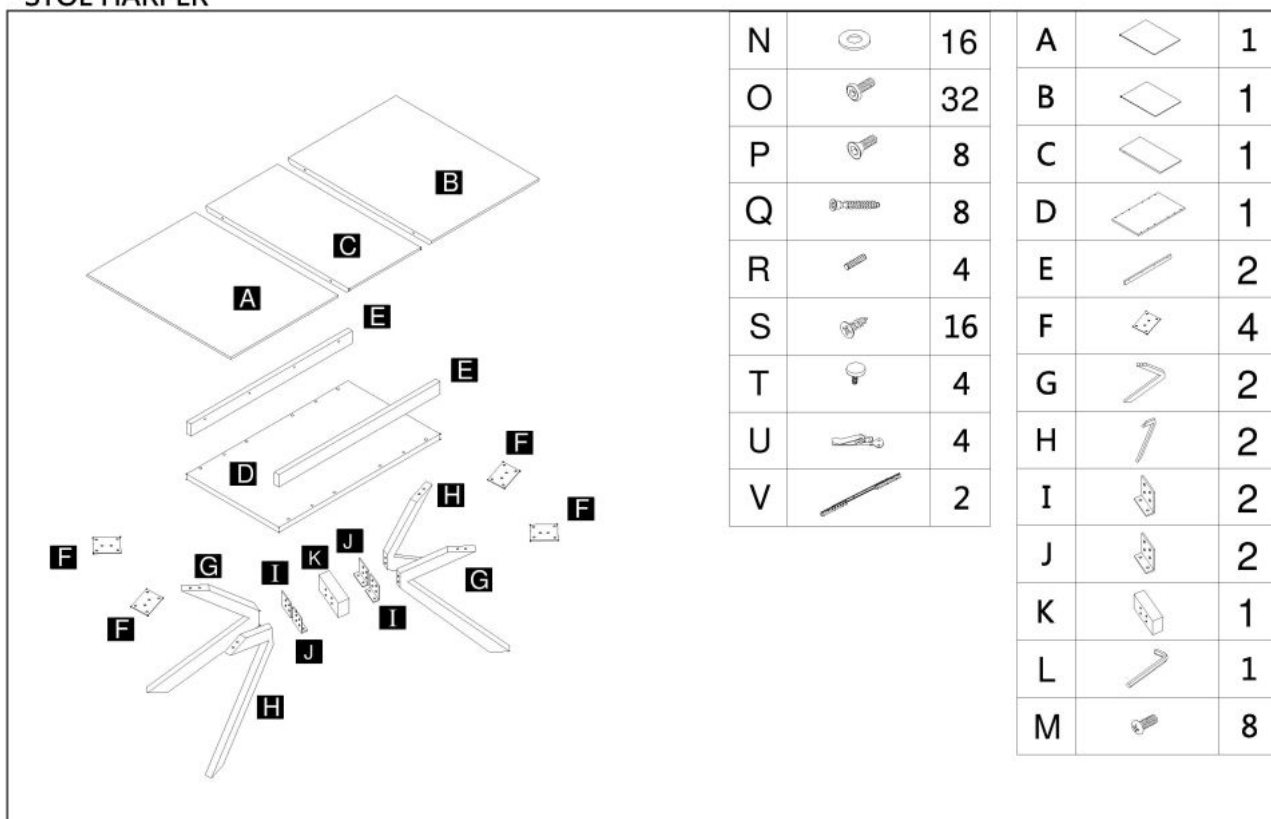 STOL HARPER
B
C
A
E
E
D
F
H
F
F
J
K
G
G
I
F
I
J
H
N 16
O 32
P 8
Q 8
R 4
S 16
T 4
U 4
V 2
A 1
B 1
C 1
D 1
E 2
F 4
G 2
H 2
I 2
J 2
K 1
L 1
M 8